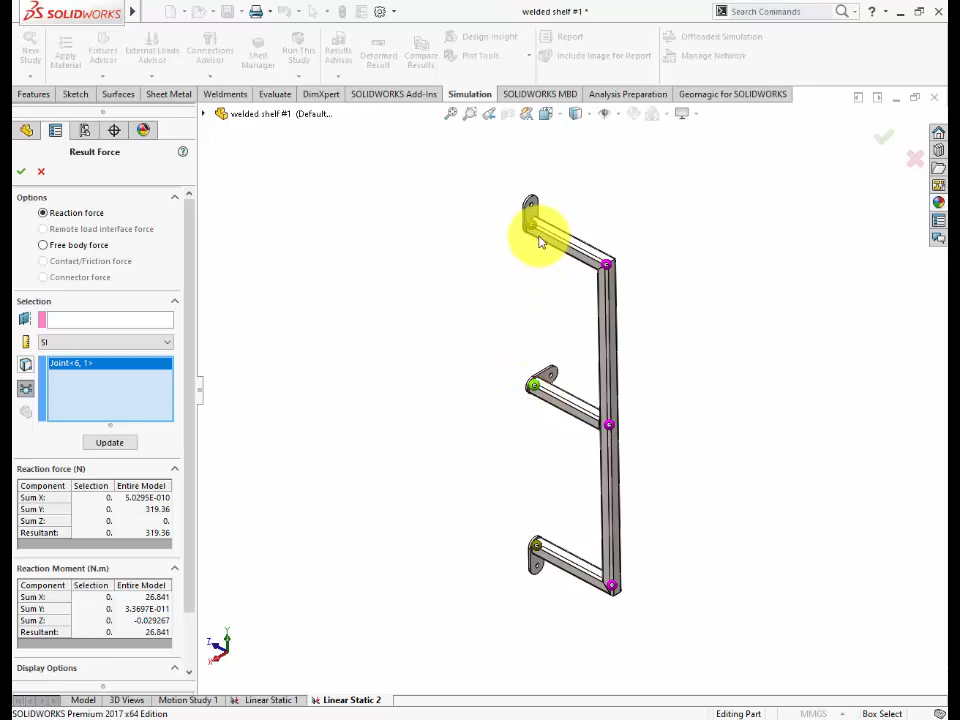 SOLIDWORKS
welded shelf #1 *
Search Commands
New Study
Apply Material
Fixtures Advisor
External Loads Advisor
Connections Advisor
Shell Manager
Run This Study
Results Advisor
Deformed Result
Compare Results
Design Insight
Plot Tools
Report
Include Image for Report
Offloaded Simulation
Manage Network
Features
Sketch
Surfaces
Sheet Metal
Weldments
Evaluate
DimXpert
SOLIDWORKS Add-Ins
Simulation
SOLIDWORKS MBD
Analysis Preparation
Geomagic for SOLIDWORKS
welded shelf #1 (Default...
Result Force
Options
Reaction force
Remote load interface force
Free body force
Contact/Friction force
Connector force
Selection
SI
Joint<6, 1>
Update
Reaction force (N)
Component Selection Entire Model
Sum X: 0. 5.0295E-010
Sum Y: 0. 319.36
Sum Z: 0. 0.
Resultant: 0. 319.36
Reaction Moment (N.m)
Component Selection Entire Model
Sum X: 0. 26.841
Sum Y: 0. 3.3697E-011
Sum Z: 0. -0.029267
Resultant: 0. 26.841
Display Options
Y
Z
X
Model
3D Views
Motion Study 1
Linear Static 1
Linear Static 2
SOLIDWORKS Premium 2017 x64 Edition
Editing Part
MMGS
Box Select